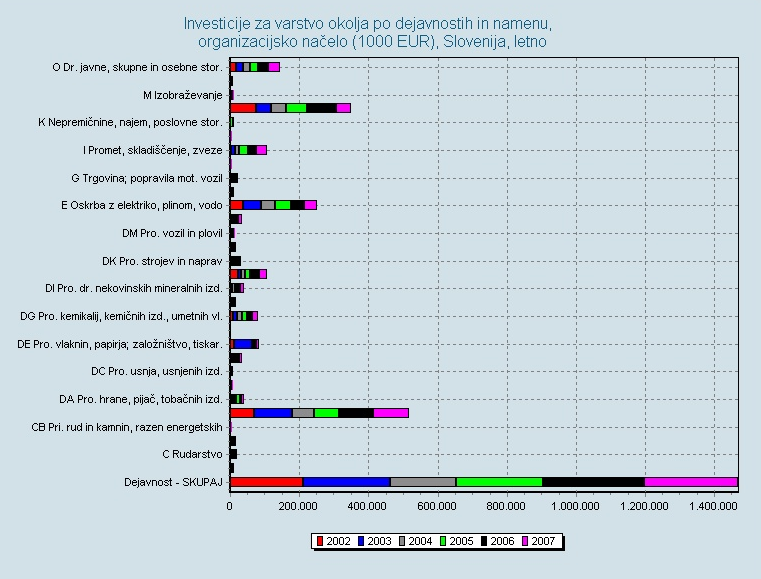 Investicije za varstvo okolja po dejavnostih in namenu,
organizacijsko načelo (1000 EUR), Slovenija, letno
O Dr. javne, skupne in osebne stor.
M Izobraževanje
K Nepremičnine, najem, poslovne stor.
I Promet, skladiščenje, zveze
G Trgovina; popravila mot. vozil
E Oskrba z elektriko, plinom, vodo
DM Pro. vozil in plovil
DK Pro. strojev in naprav
DI Pro. dr. nekovinskih mineralnih izd.
DG Pro. kemikalij, kemičnih izd., umetnih vl.
DE Pro. vlaknin, papirja; založništvo, tiskar.
DC Pro. usnja, usnjenih izd.
DA Pro. hrane, pijač, tobačnih izd.
CB Pri. rud in kamnin, razen energetskih
C Rudarstvo
Dejavnost - SKUPAJ
0 200.000 400.000 600.000 800.000 1.000.000 1.200.000 1.400.000
2002 2003 2004 2005 2006 2007